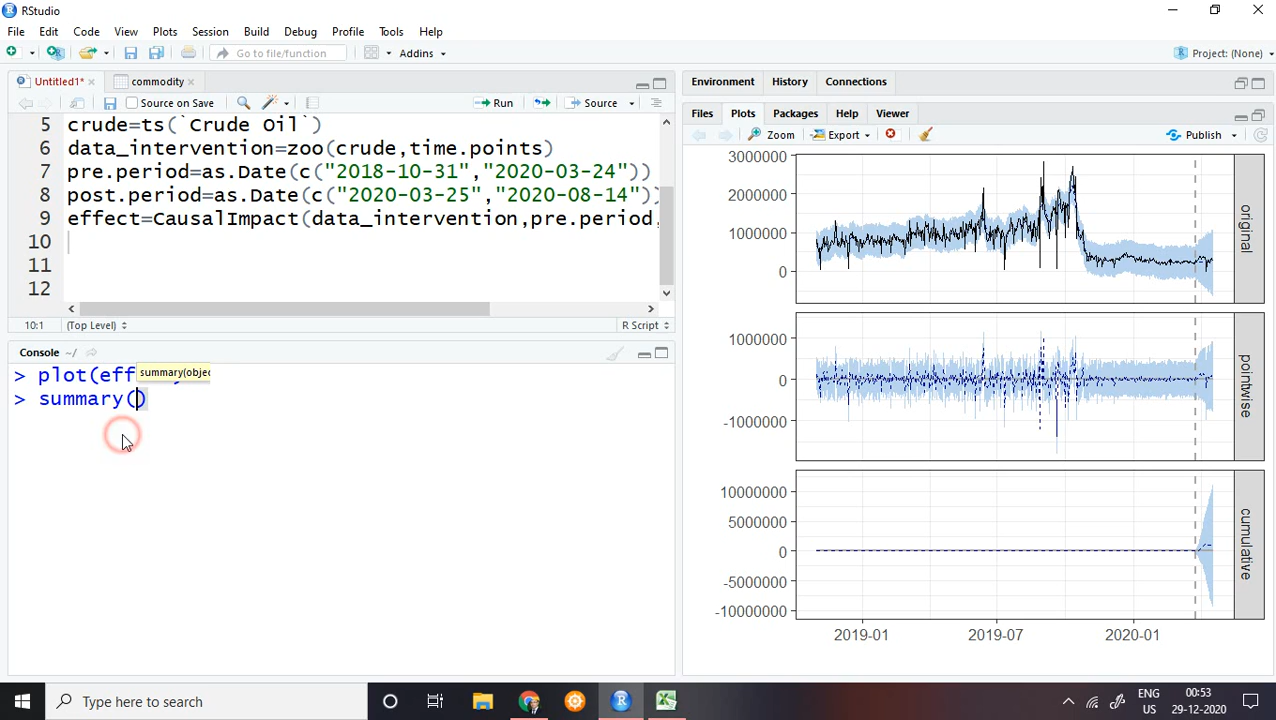 RStudio
File Edit Code View Plots Session Build Debug Profile Tools Help
Go to file/function Addins Project: (None)
Untitled1* commodity
Source on Save Run Source
5 crude=ts(`Crude Oil`)
6 data_intervention=zoo(crude,time.points)
7 pre.period=as.Date(c("2018-10-31","2020-03-24"))
8 post.period=as.Date(c("2020-03-25","2020-08-14"))
9 effect=CausalImpact(data_intervention,pre.period,
10
11
12
10:1 (Top Level) R Script
Console ~/
> plot(eff
summary(objec
> summary()
Environment History Connections
Files Plots Packages Help Viewer
Zoom Export Publish
3000000
2000000
1000000
0
original
1000000
0
-1000000
pointwise
10000000
5000000
0
-5000000
-10000000
cumulative
2019-01 2019-07 2020-01
Type here to search
ENG
US
00:53
29-12-2020